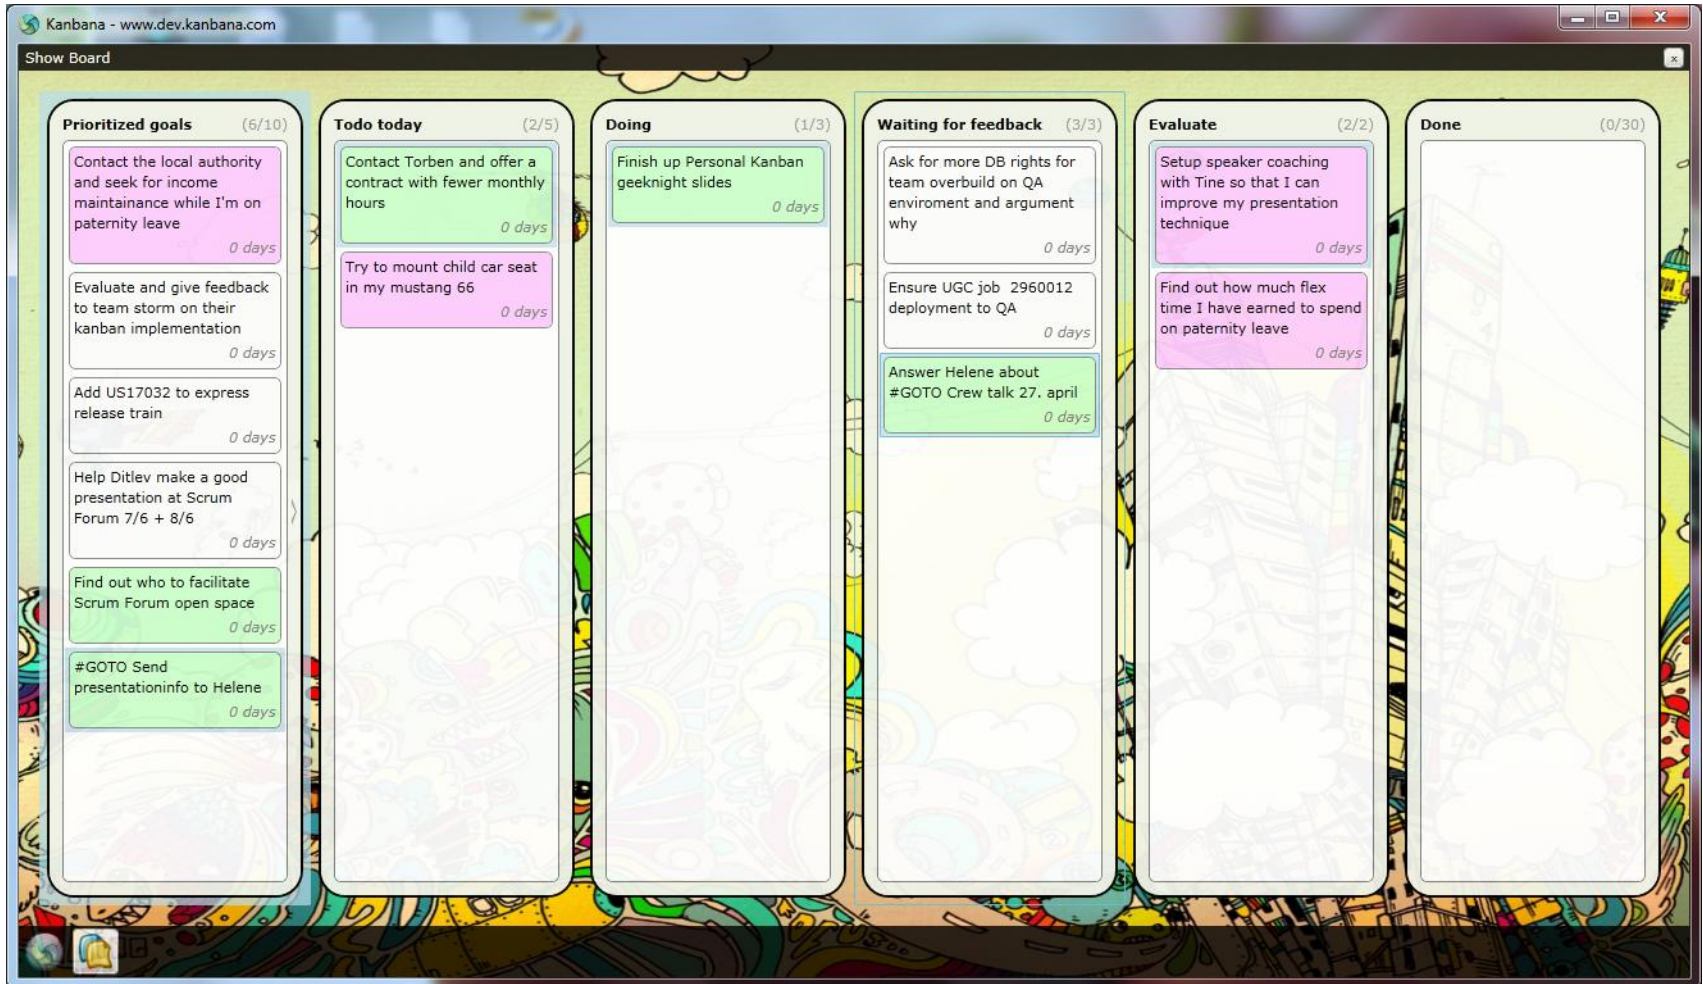 Kanbana - www.dev.kanbana.com
Show Board
Prioritized goals (6/10)
Contact the local authority
and seek for income
maintainance while I'm on
paternity leave
0 days
Evaluate and give feedback
to team storm on their
kanban implementation
0 days
Add US17032 to express
release train
0 days
Help Ditlev make a good
presentation at Scrum
Forum 7/6 + 8/6
0 days
Find out who to facilitate
Scrum Forum open space
0 days
#GOTO Send
presentationinfo to Helene
0 days
Todo today (2/5)
Contact Torben and offer a
contract with fewer monthly
hours
0 days
Try to mount child car seat
in my mustang 66
0 days
Doing (1/3)
Finish up Personal Kanban
geeknight slides
0 days
Waiting for feedback (3/3)
Ask for more DB rights for
team overbuild on QA
enviroment and argument
why
0 days
Ensure UGC job 2960012
deployment to QA
0 days
Answer Helene about
#GOTO Crew talk 27. april
0 days
Evaluate (2/2)
Setup speaker coaching
with Tine so that I can
improve my presentation
technique
0 days
Find out how much flex
time I have earned to spend
on paternity leave
0 days
Done (0/30)